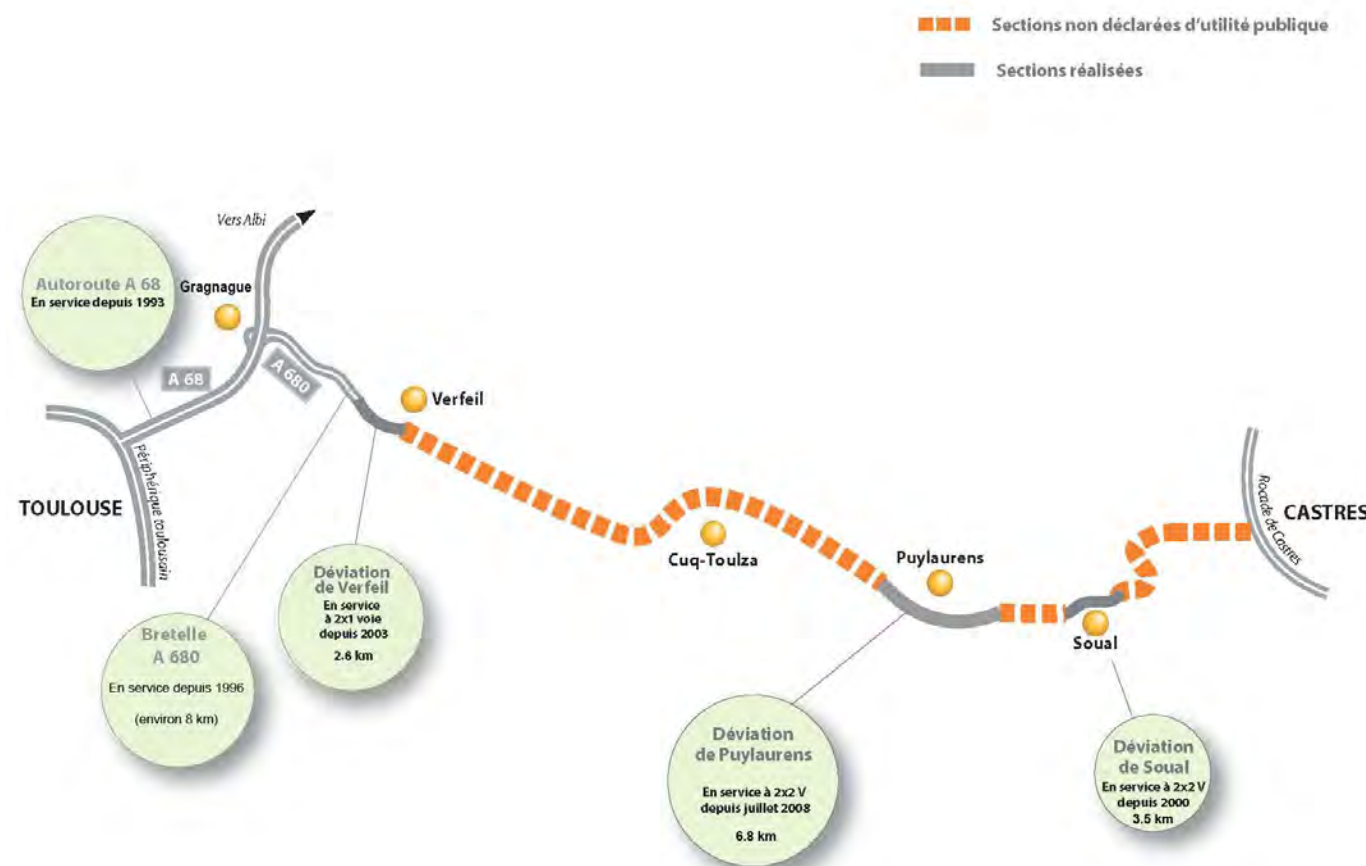 Sections non déclarées d'utilité publique
Sections réalisées
Vers Albi
Autoroute A 68
En service depuis 1993
Gragnague
A 68
A 680
Verfeil
Périphérique toulousain
TOULOUSE
Rocade de Castres
CASTRES
Cuq-Toulza
Puylaurens
Soual
Déviation
de Verfeil
En service
à 2x1 voie
depuis 2003
2.6 km
Bretelle
A 680
En service depuis 1996
(environ 8 km)
Déviation
de Puylaurens
En service à 2x2 V
depuis juillet 2008
6.8 km
Déviation
de Soual
En service à 2x2 V
depuis 2000
3.5 km